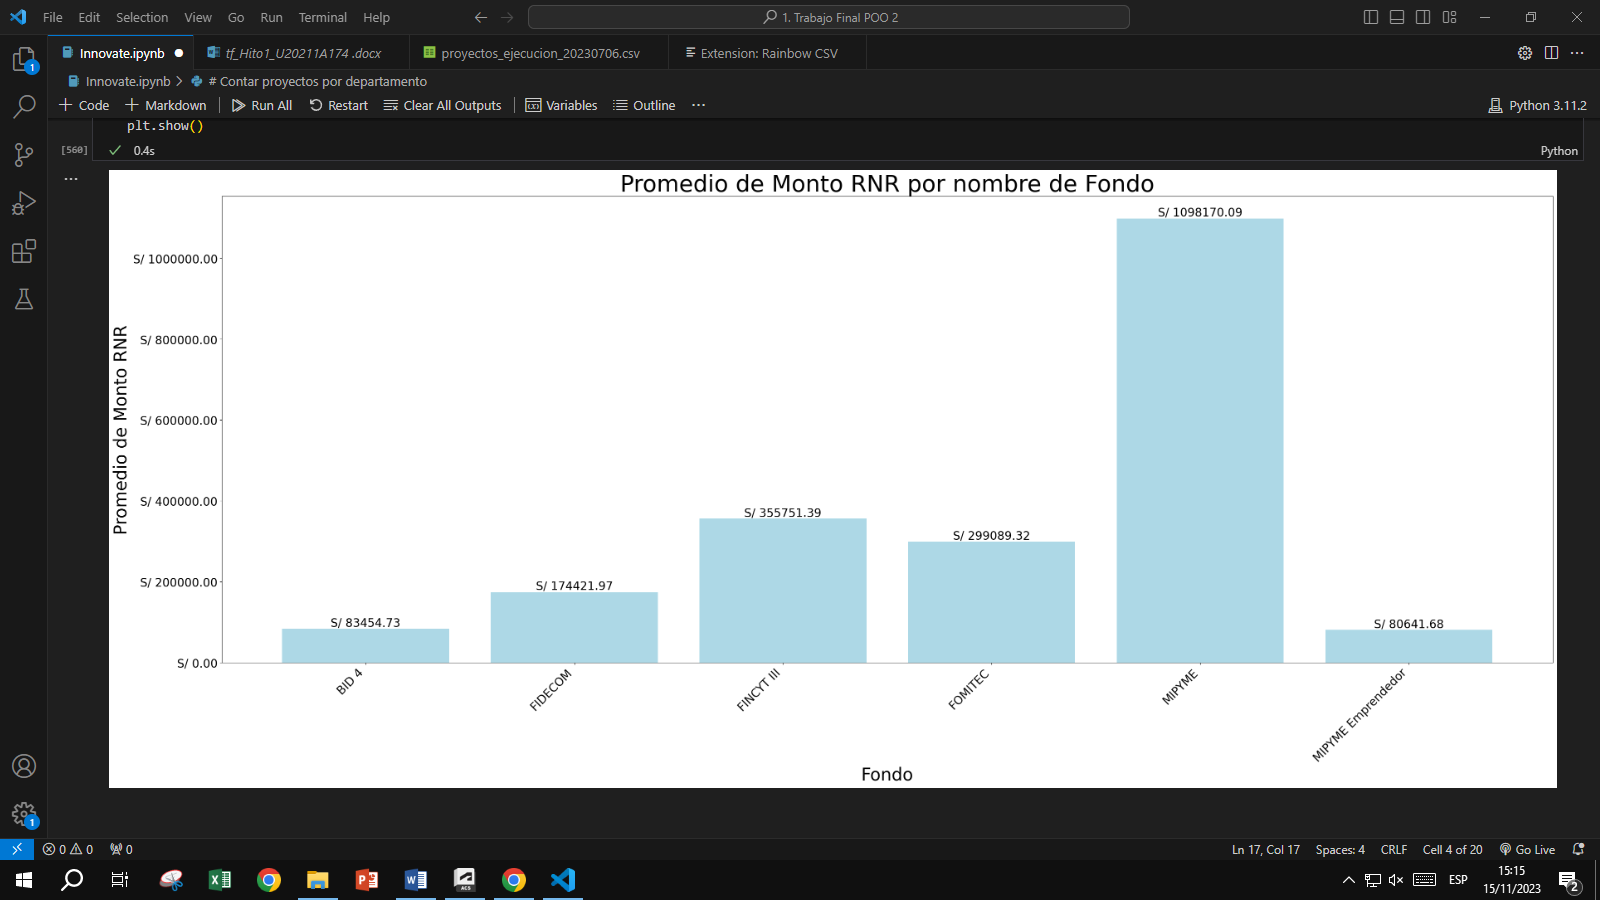 File Edit Selection View Go Run Terminal Help
1. Trabajo Final POO 2
Innovate.ipynb
tf_Hito1_U20211A174 .docx
proyectos_ejecucion_20230706.csv
Extension: Rainbow CSV
Innovate.ipynb > # Contar proyectos por departamento
Code Markdown Run All Restart Clear All Outputs Variables Outline ...
Python 3.11.2
plt.show()
[560]
0.4s
Python
...
Promedio de Monto RNR por nombre de Fondo
S/ 1098170.09
S/ 1000000.00
S/ 800000.00
S/ 600000.00
S/ 400000.00
S/ 200000.00
S/ 0.00
Promedio de Monto RNR
S/ 83454.73
S/ 174421.97
S/ 355751.39
S/ 299089.32
S/ 80641.68
BID 4
FIDECOM
FINCYT III
FOMITEC
MIPYME
MIPYME Emprendedor
Fondo
1
1
0 0 0
Ln 17, Col 17 Spaces: 4 CRLF Cell 4 of 20 Go Live
ESP
15:15
15/11/2023
2